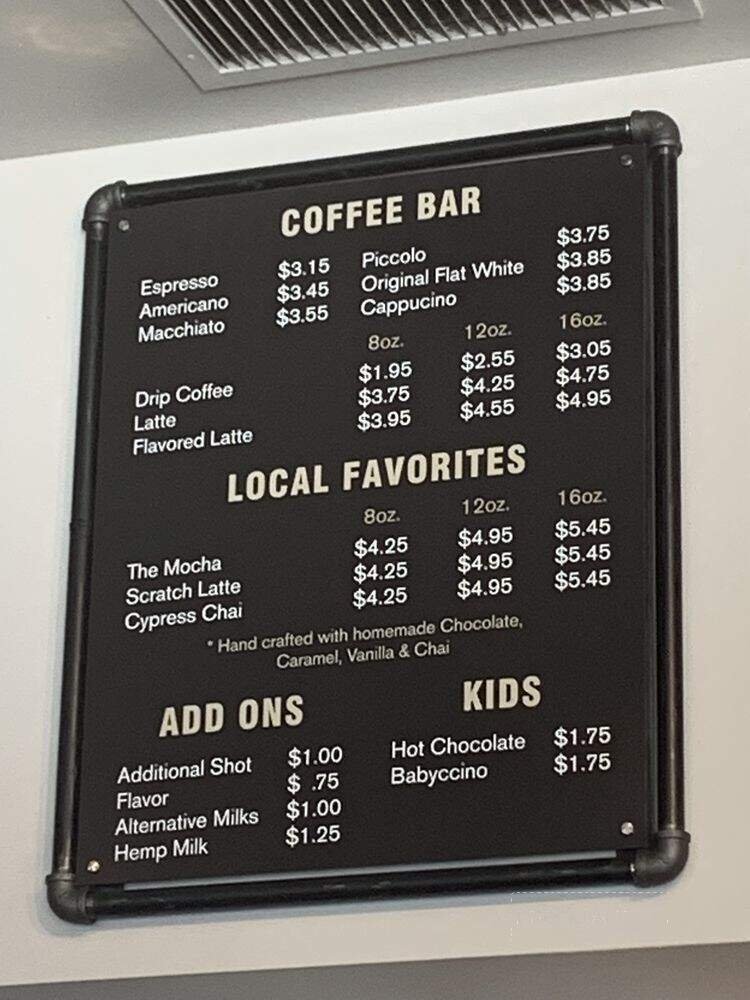 COFFEE BAR
Espresso $3.15 Piccolo $3.75
Americano $3.45 Original Flat White $3.85
Macchiato $3.55 Cappucino $3.85
8oz. 12oz. 16oz.
Drip Coffee $1.95 $2.55 $3.05
Latte $3.75 $4.25 $4.75
Flavored Latte $3.95 $4.55 $4.95
LOCAL FAVORITES
8oz. 12oz. 16oz.
The Mocha $4.25 $4.95 $5.45
Scratch Latte $4.25 $4.95 $5.45
Cypress Chai $4.25 $4.95 $5.45
* Hand crafted with homemade Chocolate,
Caramel, Vanilla & Chai
ADD ONS
Additional Shot $1.00
Flavor $ .75
Alternative Milks $1.00
Hemp Milk $1.25
KIDS
Hot Chocolate $1.75
Babyccino $1.75